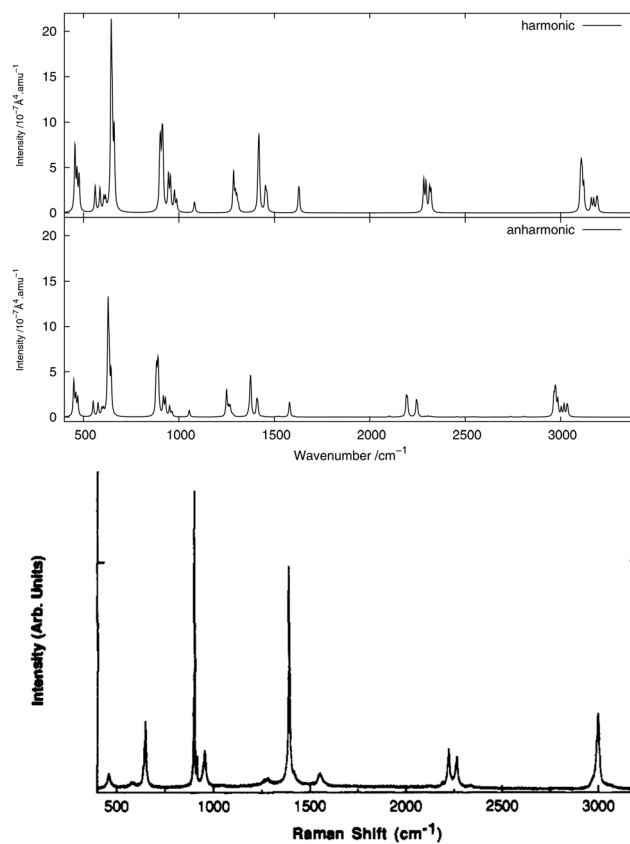 20
15
10
5
0
Intensity /10⁻⁷Å⁴.amu⁻¹
harmonic
20
15
10
5
0
Intensity /10⁻⁷Å⁴.amu⁻¹
anharmonic
500 1000 1500 2000 2500 3000
Wavenumber /cm⁻¹
Intensity (Arb. Units)
500 1000 1500 2000 2500 3000
Raman Shift (cm⁻¹)